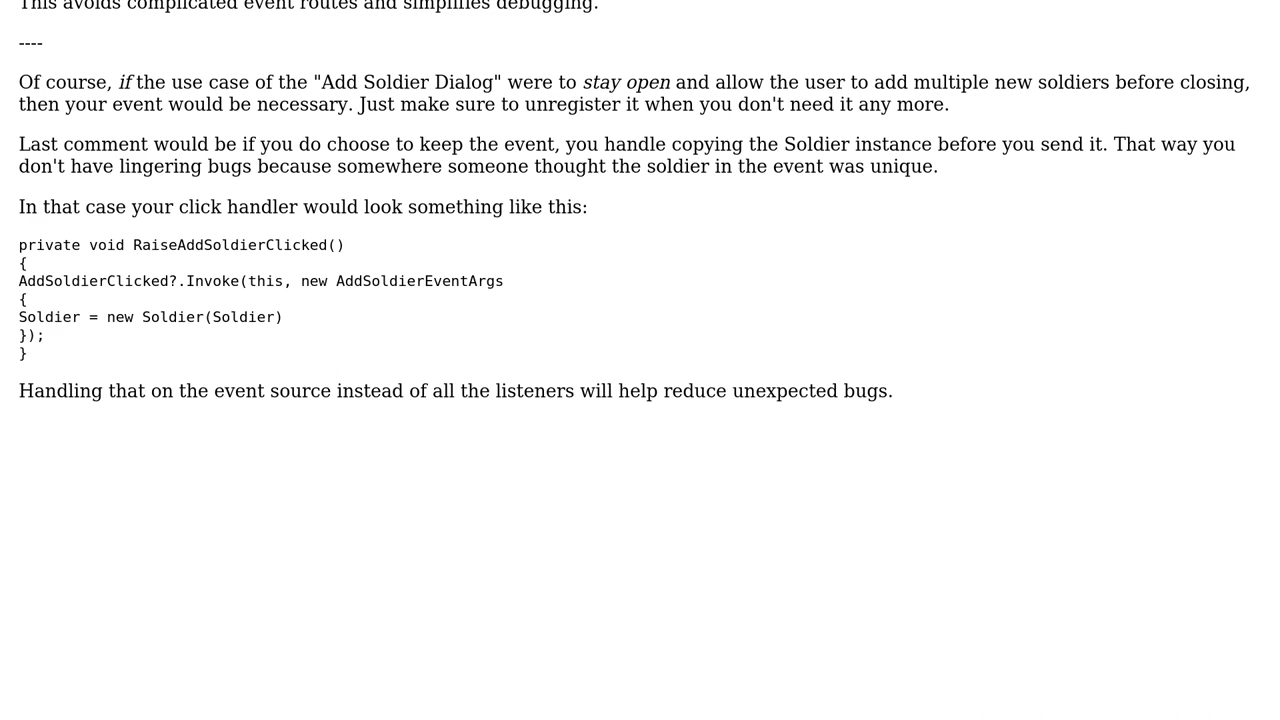 This avoids complicated event routes and simplifies debugging.
----
Of course, if the use case of the "Add Soldier Dialog" were to stay open and allow the user to add multiple new soldiers before closing,
then your event would be necessary. Just make sure to unregister it when you don't need it any more.
Last comment would be if you do choose to keep the event, you handle copying the Soldier instance before you send it. That way you
don't have lingering bugs because somewhere someone thought the soldier in the event was unique.
In that case your click handler would look something like this:
private void RaiseAddSoldierClicked()
{
AddSoldierClicked?.Invoke(this, new AddSoldierEventArgs
{
Soldier = new Soldier(Soldier)
});
}
Handling that on the event source instead of all the listeners will help reduce unexpected bugs.